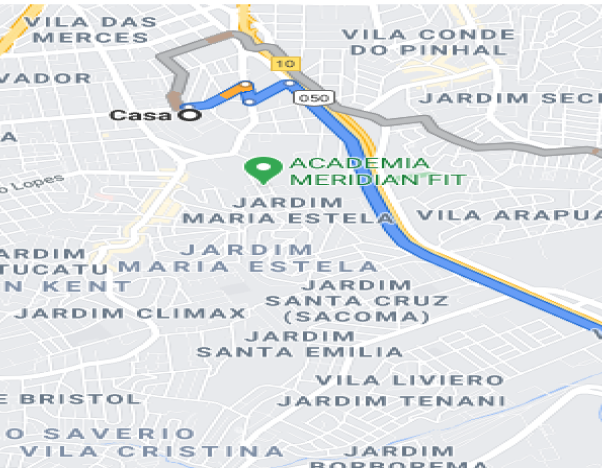 VILA DAS
MERCES
VILA CONDE
DO PINHAL
10
VADOR
050
JARDIM SEC
Casa
A
ACADEMIA
MERIDIAN FIT
o Lopes
JARDIM
MARIA ESTELA
VILA ARAPUA
ARDIM
TUCATU
JARDIM
MARIA ESTELA
N KENT
JARDIM
SANTA CRUZ
(SACOMA)
JARDIM CLIMAX
JARDIM
SANTA EMILIA
V
VILA LIVIERO
E BRISTOL
JARDIM TENANI
O SAVERIO
VILA CRISTINA
JARDIM
BORBOREMA